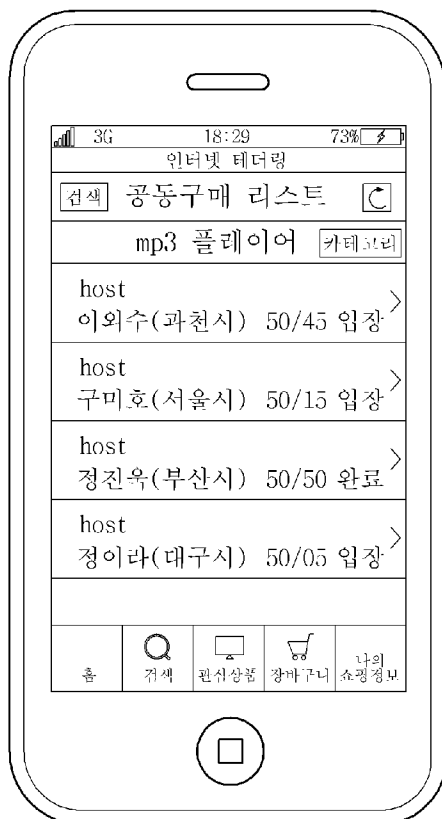 3G 18:29 73%
인터넷 테더링
검색 공동구매 리스트
mp3 플레이어 카테고리
host
이외수(과천시) 50/45 입장
host
구미호(서울시) 50/15 입장
host
정진욱(부산시) 50/50 완료
host
정이라(대구시) 50/05 입장
홈 검색 관심상품 장바구니 나의 쇼핑정보